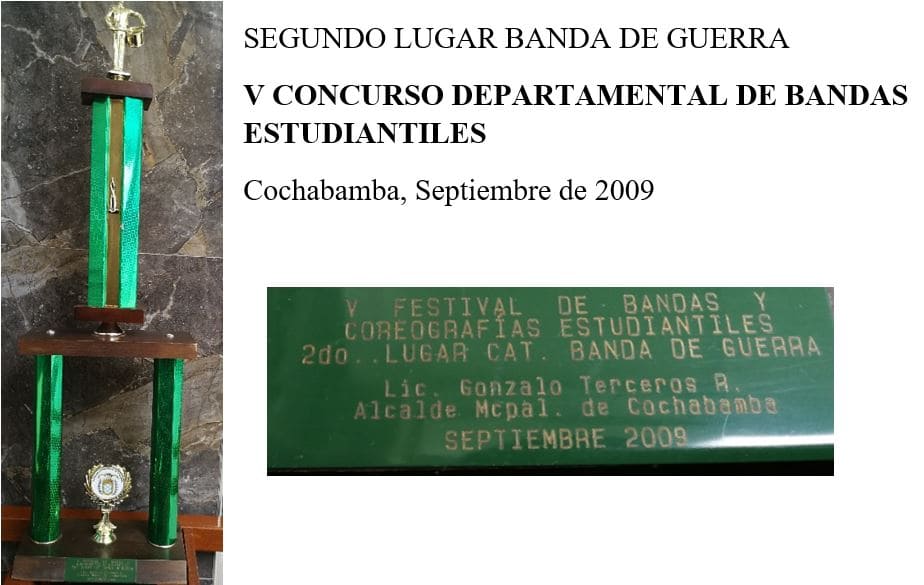 SEGUNDO LUGAR BANDA DE GUERRA
V CONCURSO DEPARTAMENTAL DE BANDAS
ESTUDIANTILES
Cochabamba, Septiembre de 2009
V FESTIVAL DE BANDAS Y
COREOGRAFÍAS ESTUDIANTILES
2do..LUGAR CAT. BANDA DE GUERRA
Lic. Gonzalo Terceros R.
Alcalde Mcpal. de Cochabamba
SEPTIEMBRE 2009